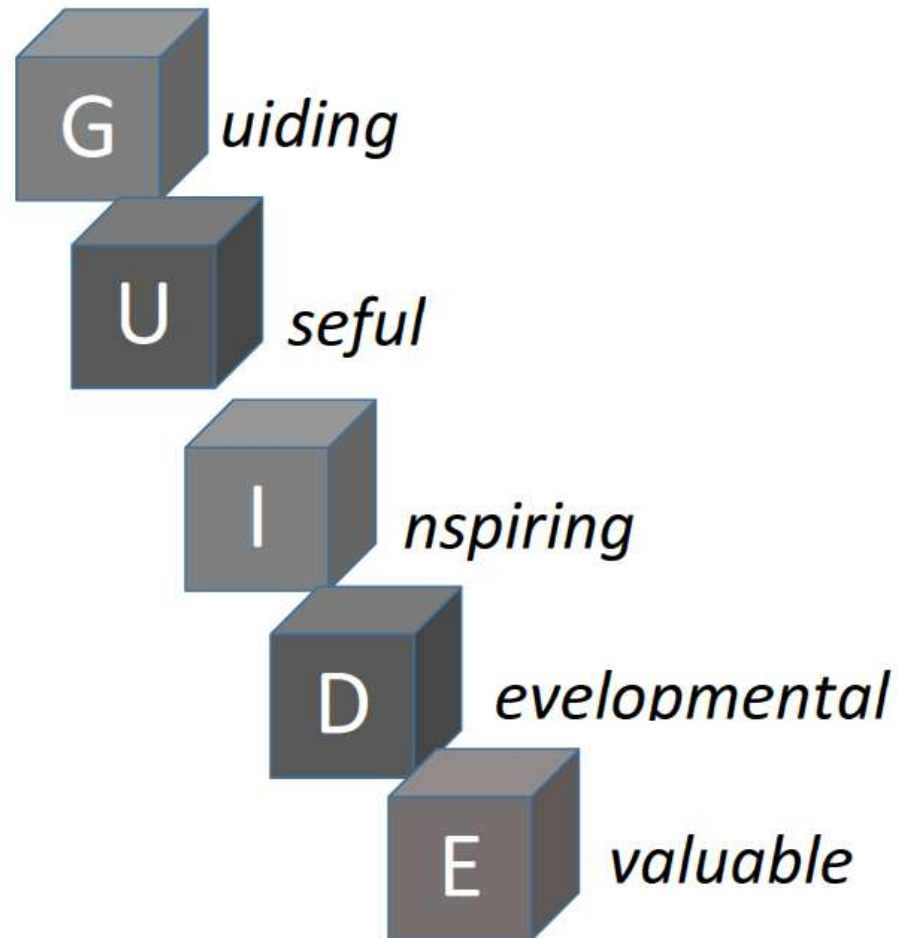 G uiding
U seful
I nspiring
D evelopmental
E valuable